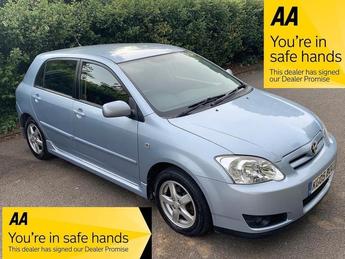 AA
You're in
safe hands
This dealer has signed
our Dealer Promise
AA
You're in safe hands
This dealer has signed our Dealer Promise